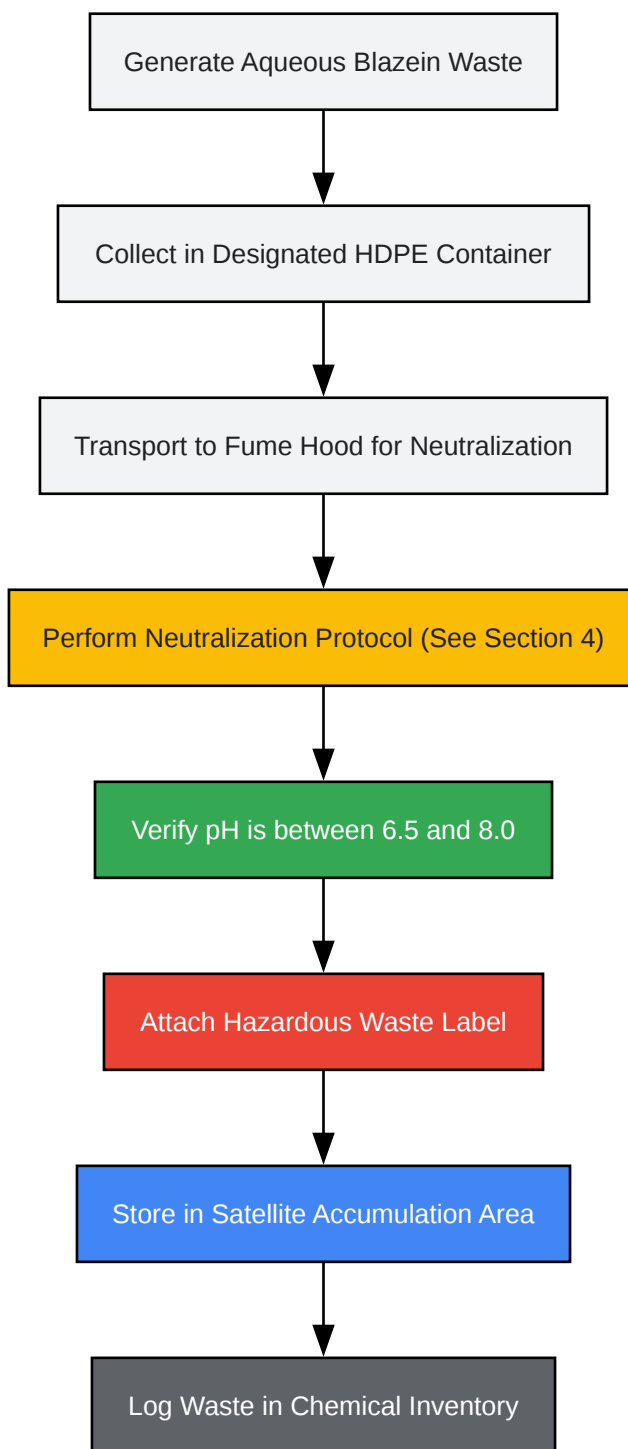 Generate Aqueous Blazein Waste
Collect in Designated HDPE Container
Transport to Fume Hood for Neutralization
Perform Neutralization Protocol (See Section 4)
Verify pH is between 6.5 and 8.0
Attach Hazardous Waste Label
Store in Satellite Accumulation Area
Log Waste in Chemical Inventory